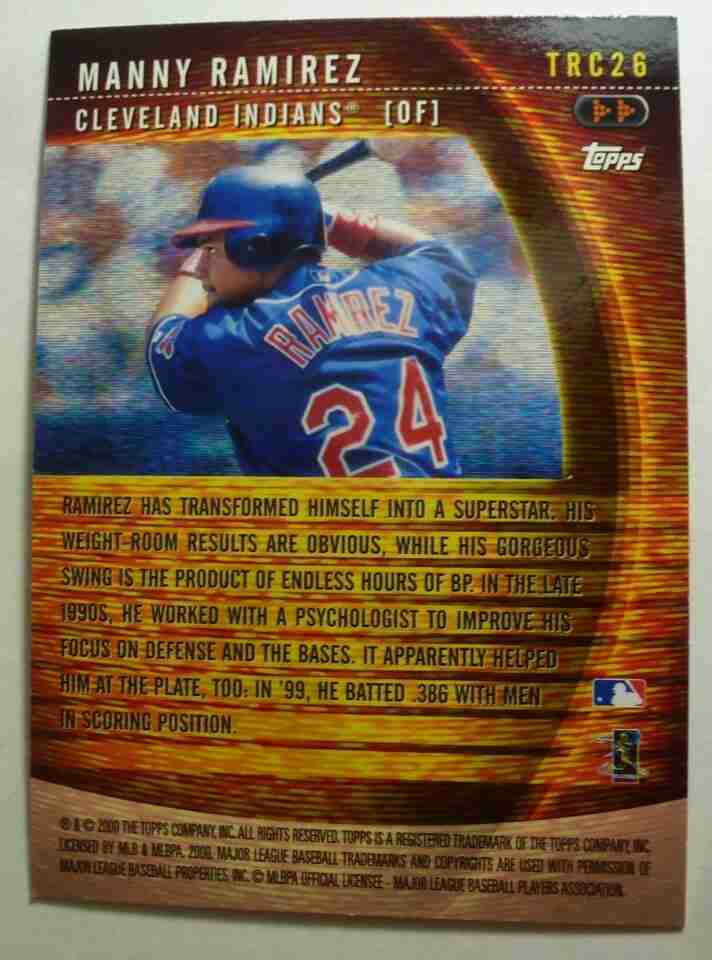 MANNY RAMIREZ
TRC26
CLEVELAND INDIANS® [OF]
TOPPS
RAMIREZ
24
RAMIREZ HAS TRANSFORMED HIMSELF INTO A SUPERSTAR. HIS
WEIGHT-ROOM RESULTS ARE OBVIOUS, WHILE HIS GORGEOUS
SWING IS THE PRODUCT OF ENDLESS HOURS OF BP. IN THE LATE
1990S, HE WORKED WITH A PSYCHOLOGIST TO IMPROVE HIS
FOCUS ON DEFENSE AND THE BASES. IT APPARENTLY HELPED
HIM AT THE PLATE, TOO: IN '99, HE BATTED .386 WITH MEN
IN SCORING POSITION.
® & © 2000 THE TOPPS COMPANY, INC. ALL RIGHTS RESERVED. TOPPS IS A REGISTERED TRADEMARK OF THE TOPPS COMPANY, INC.
LICENSED BY MLB & MLBPA. 2000. MAJOR LEAGUE BASEBALL TRADEMARKS AND COPYRIGHTS ARE USED WITH PERMISSION OF
MAJOR LEAGUE BASEBALL PROPERTIES, INC. © MLBPA OFFICIAL LICENSEE - MAJOR LEAGUE BASEBALL PLAYERS ASSOCIATION.